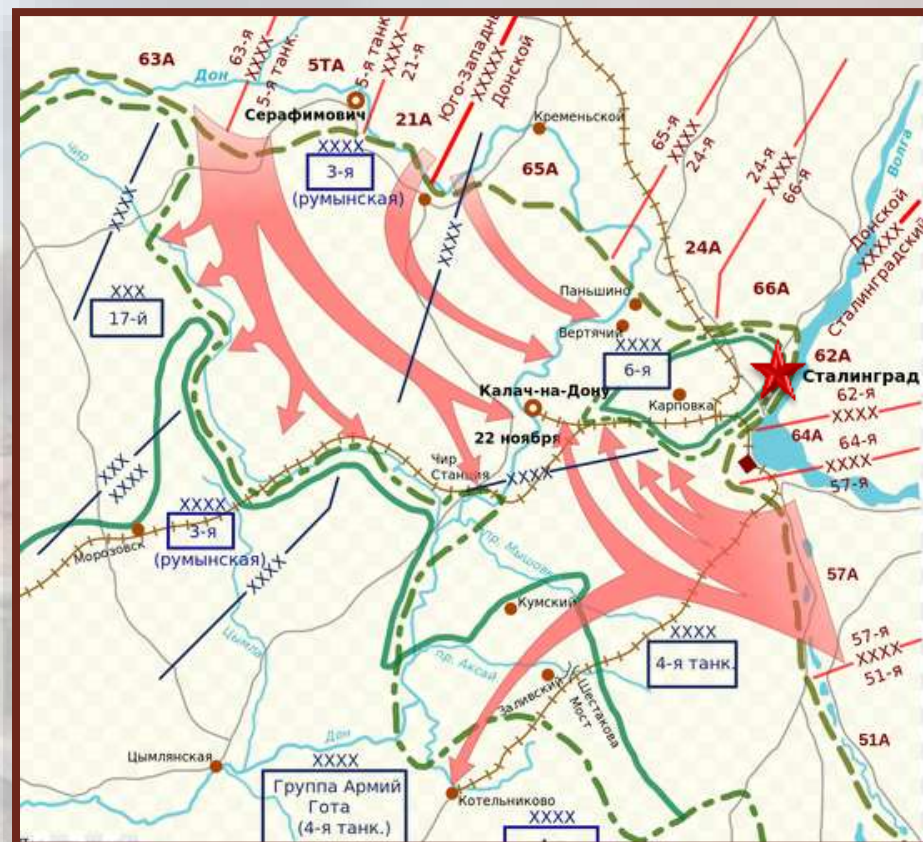 63А
Дон
5ТА
63-я
XXXX
5-я танк.
5-я танк.
XXXX
21-я
Юго-Западный
XXXXX
Донской
Серафимович
21А
Кременьской
65-я
XXXX
24-я
24-я
XXXX
66-я
Волга
Чир
XXXX
3-я
(румынская)
65А
Донской
XXXXX
Сталинградский
XXXX
XXXX
24А
66А
XXX
17-й
Паньшино
Вертячий
XXXX
6-я
62А
Сталинград
Калач-на-Дону
Карповка
62-я
XXXX
22 ноября
64А
64-я
XXXX
57-я
Чир
Станция
XXXX
XXX
XXXX
XXXX
3-я
(румынская)
Морозовск
XXXX
пр. Мышова
57А
Кумский
Цымла
XXXX
4-я танк.
57-я
XXXX
51-я
пр. Аксай
Заливский
Шестакова
Мост
51А
Дон
Цымлянская
XXXX
Группа Армий
Гота
(4-я танк.)
Котельниково
XXXX